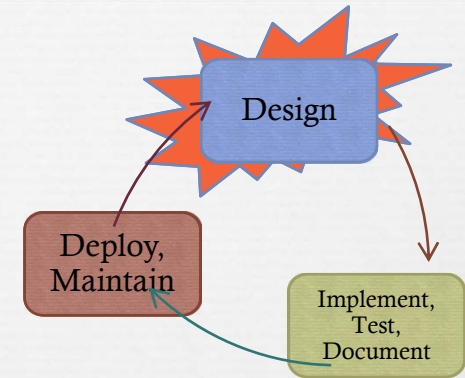 Design
Deploy,
Maintain
Implement,
Test,
Document